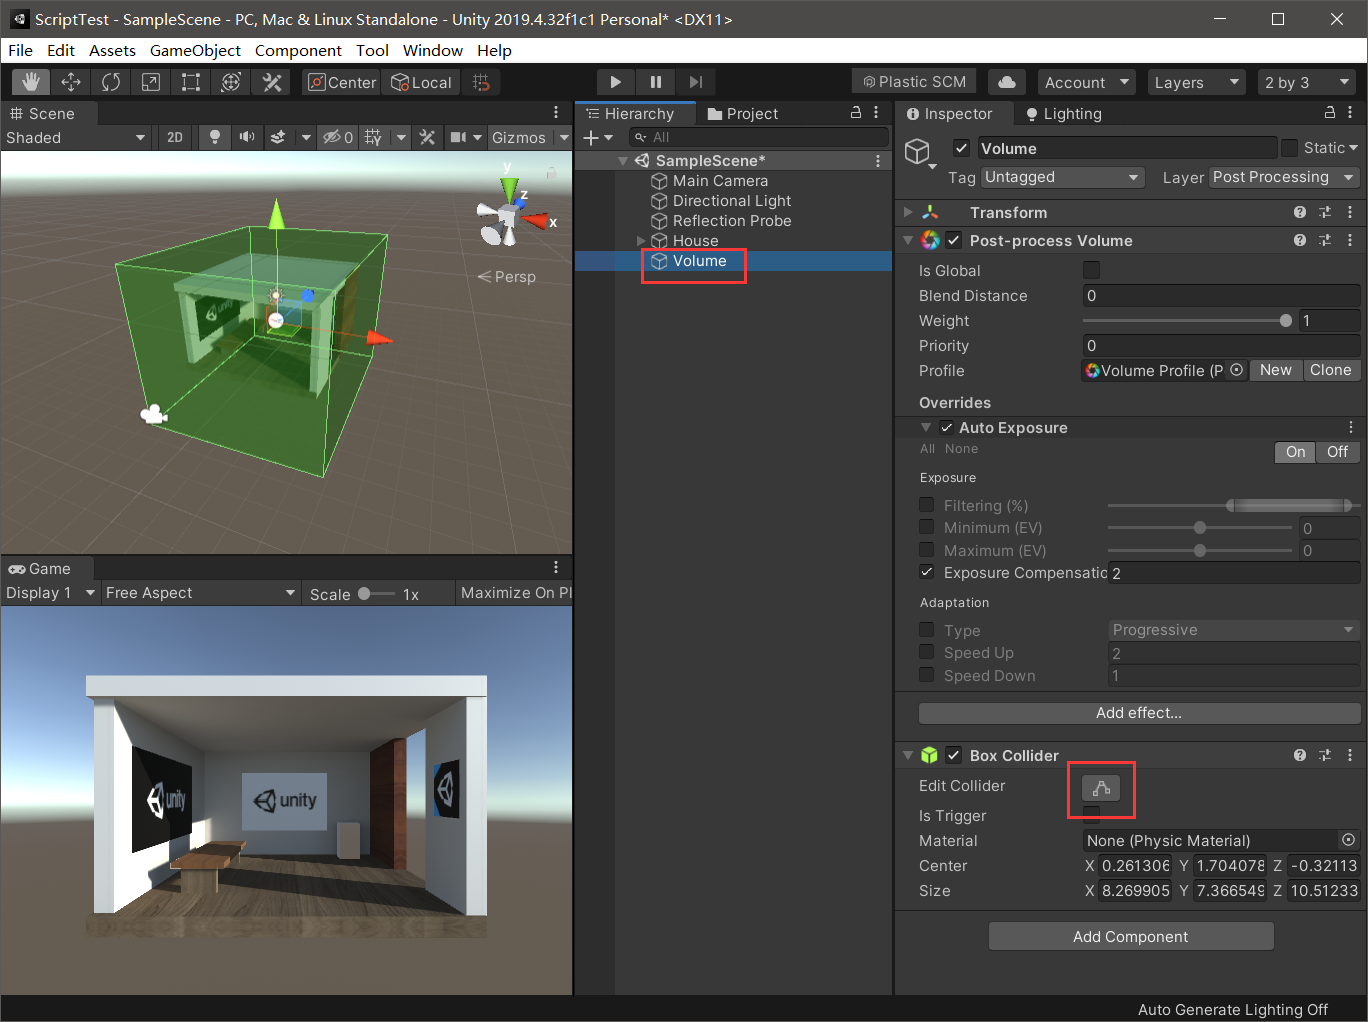 ScriptTest - SampleScene - PC, Mac & Linux Standalone - Unity 2019.4.32f1c1 Personal* <DX11>
File Edit Assets GameObject Component Tool Window Help
Center Local Plastic SCM Account Layers 2 by 3
Scene
Shaded 2D 0 Gizmos
y
z
x
Persp
unity
Game
Display 1 Free Aspect Scale 1x Maximize On Pl
unity
unity
Hierarchy Project
All
SampleScene*
Main Camera
Directional Light
Reflection Probe
House
Volume
Inspector Lighting
Volume Static
Tag Untagged Layer Post Processing
Transform
Post-process Volume
Is Global
Blend Distance 0
Weight 1
Priority 0
Profile Volume Profile (P New Clone
Overrides
Auto Exposure
All None On Off
Exposure
Filtering (%)
Minimum (EV) 0
Maximum (EV) 0
Exposure Compensatio 2
Adaptation
Type Progressive
Speed Up 2
Speed Down 1
Add effect...
Box Collider
Edit Collider
Is Trigger
Material None (Physic Material)
Center X 0.261306 Y 1.704078 Z -0.32113
Size X 8.269905 Y 7.366549 Z 10.51233
Add Component
Auto Generate Lighting Off